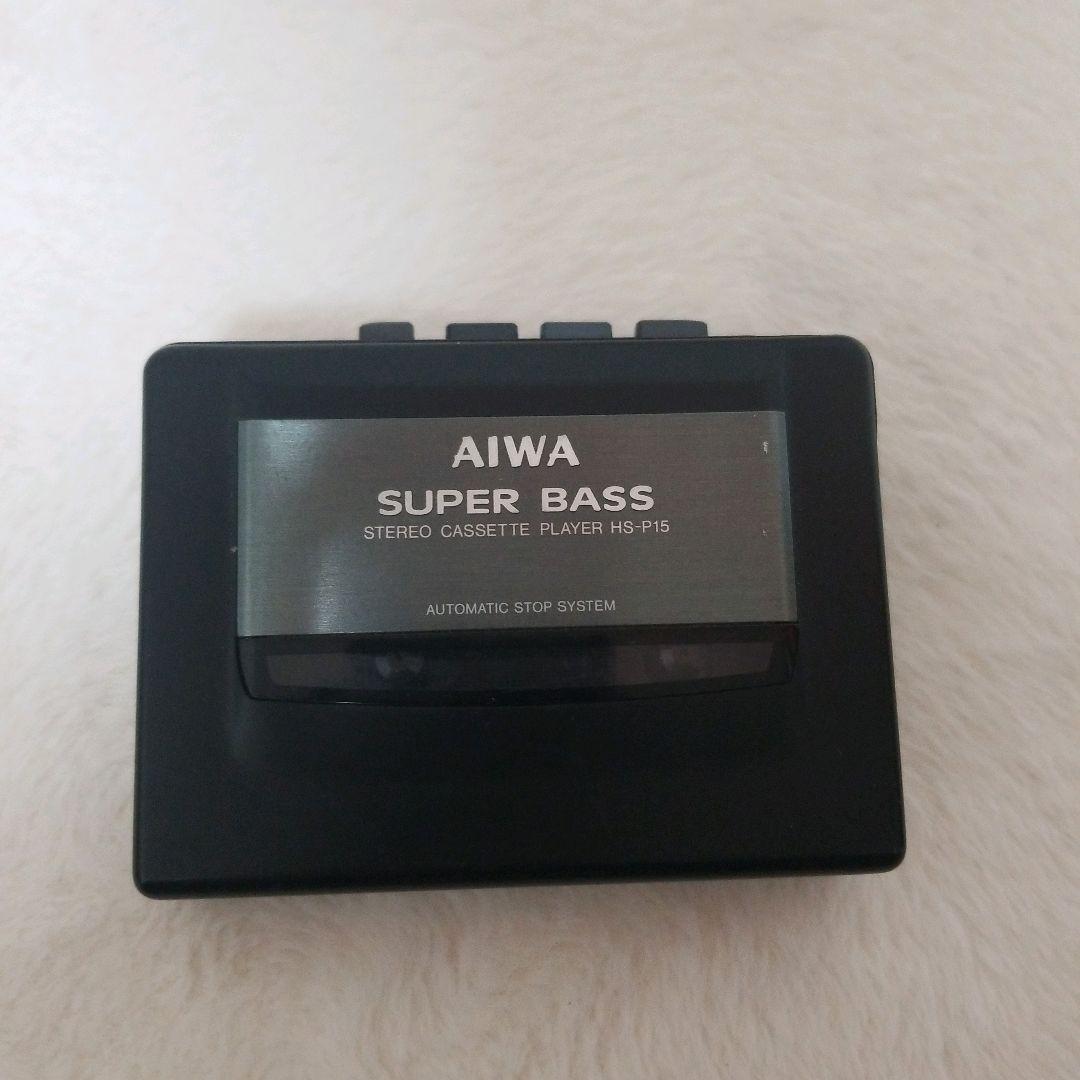 AIWA
SUPER BASS
STEREO CASSETTE PLAYER HS-P15
AUTOMATIC STOP SYSTEM